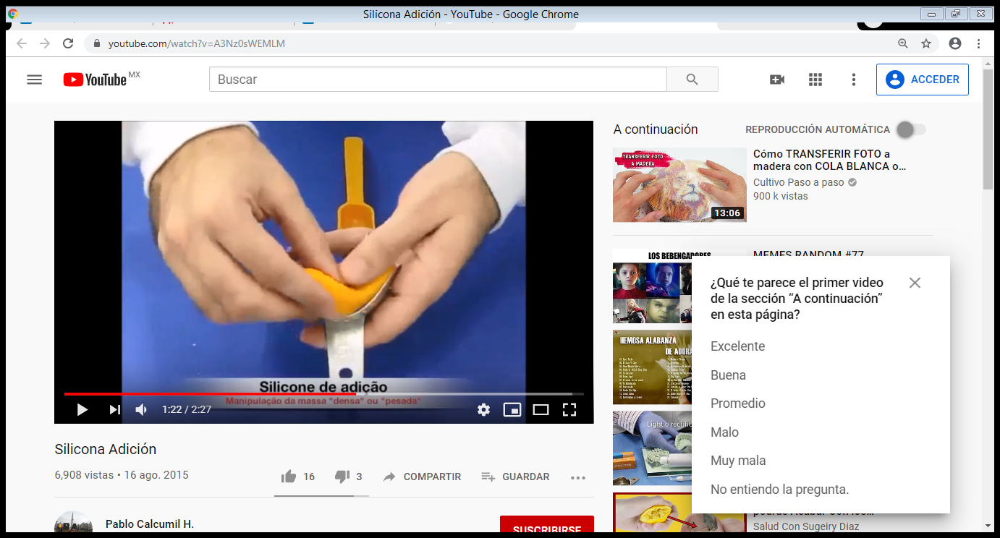 Silicona Adición - YouTube - Google Chrome
youtube.com/watch?v=A3Nz0sWEMLM
YouTube MX
Buscar
ACCEDER
Silicone de adição
Manipulação da massa "densa" ou "pesada"
1:22 / 2:27
Silicona Adición
6,908 vistas • 16 ago. 2015
16
3
COMPARTIR
GUARDAR
Pablo Calcumil H.
SUSCRIBIRSE
A continuación
REPRODUCCIÓN AUTOMÁTICA
TRANSFERIR FOTO
A MADERA
13:06
Cómo TRANSFERIR FOTO a
madera con COLA BLANCA o...
Cultivo Paso a paso
900 k vistas
LOS BEBENGADORES
MEMES RANDOM #77
HEMOSA ALABANZA
DE ADORA
Light o rectific
¿Qué te parece el primer video
de la sección “A continuación”
en esta página?
Excelente
Buena
Promedio
Malo
Muy mala
No entiendo la pregunta.
Salud Con Sugeiry Diaz